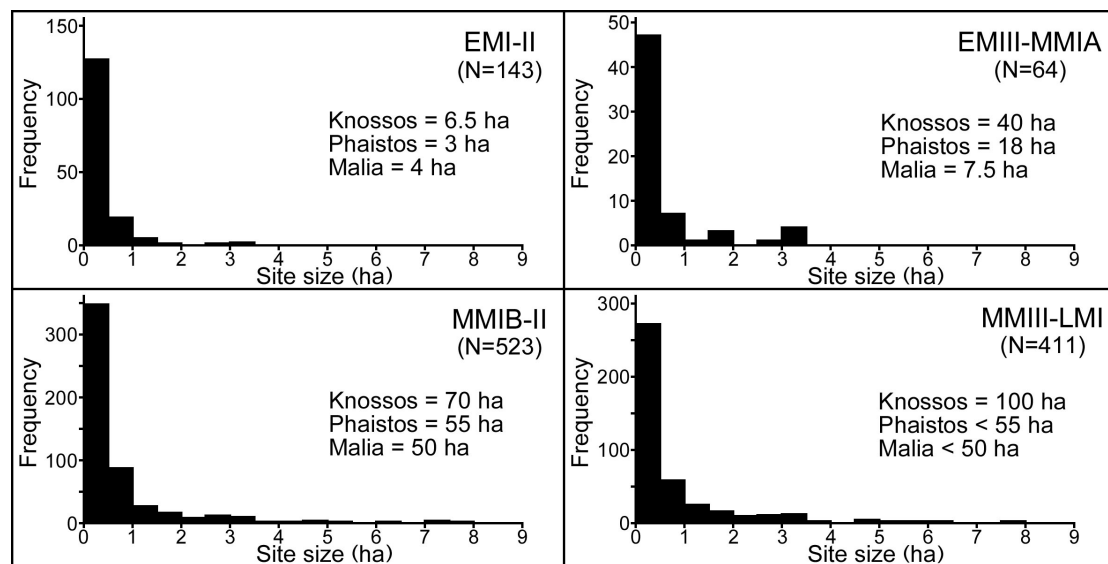 EMI-II
(N=143)
Knossos = 6.5 ha
Phaistos = 3 ha
Malia = 4 ha
Frequency
150
100
50
0
0 1 2 3 4 5 6 7 8 9
Site size (ha)
EMIII-MMIA
(N=64)
Knossos = 40 ha
Phaistos = 18 ha
Malia = 7.5 ha
Frequency
50
40
30
20
10
0
0 1 2 3 4 5 6 7 8 9
Site size (ha)
MMIB-II
(N=523)
Knossos = 70 ha
Phaistos = 55 ha
Malia = 50 ha
Frequency
300
200
100
0
0 1 2 3 4 5 6 7 8 9
Site size (ha)
MMIII-LMI
(N=411)
Knossos = 100 ha
Phaistos < 55 ha
Malia < 50 ha
Frequency
300
200
100
0
0 1 2 3 4 5 6 7 8 9
Site size (ha)